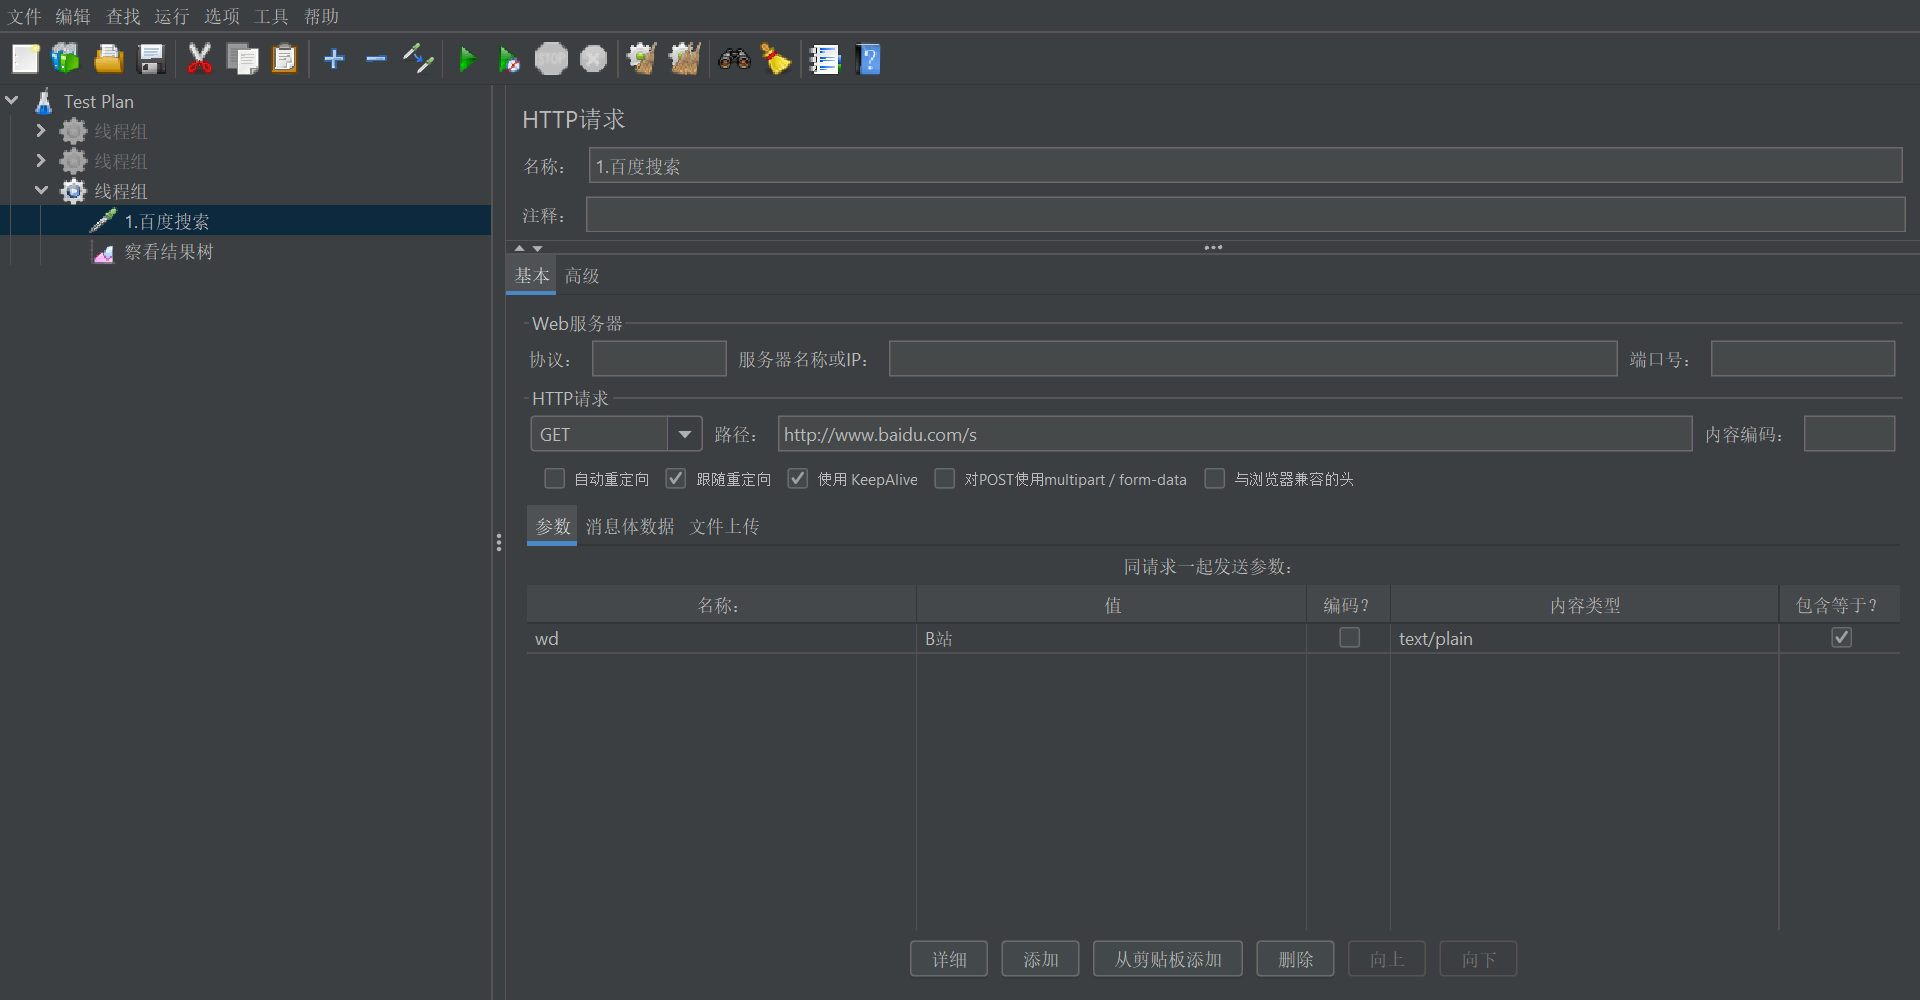 文件 编辑 查找 运行 选项 工具 帮助
STOP
Test Plan
线程组
线程组
线程组
1.百度搜索
察看结果树
HTTP请求
名称： 1.百度搜索
注释：
基本 高级
Web服务器
协议： 服务器名称或IP： 端口号：
HTTP请求
GET 路径： http://www.baidu.com/s 内容编码：
自动重定向 跟随重定向 使用 KeepAlive 对POST使用multipart / form-data 与浏览器兼容的头
参数 消息体数据 文件上传
同请求一起发送参数：
名称： 值 编码？ 内容类型 包含等于？
wd B站 text/plain
详细 添加 从剪贴板添加 删除 向上 向下